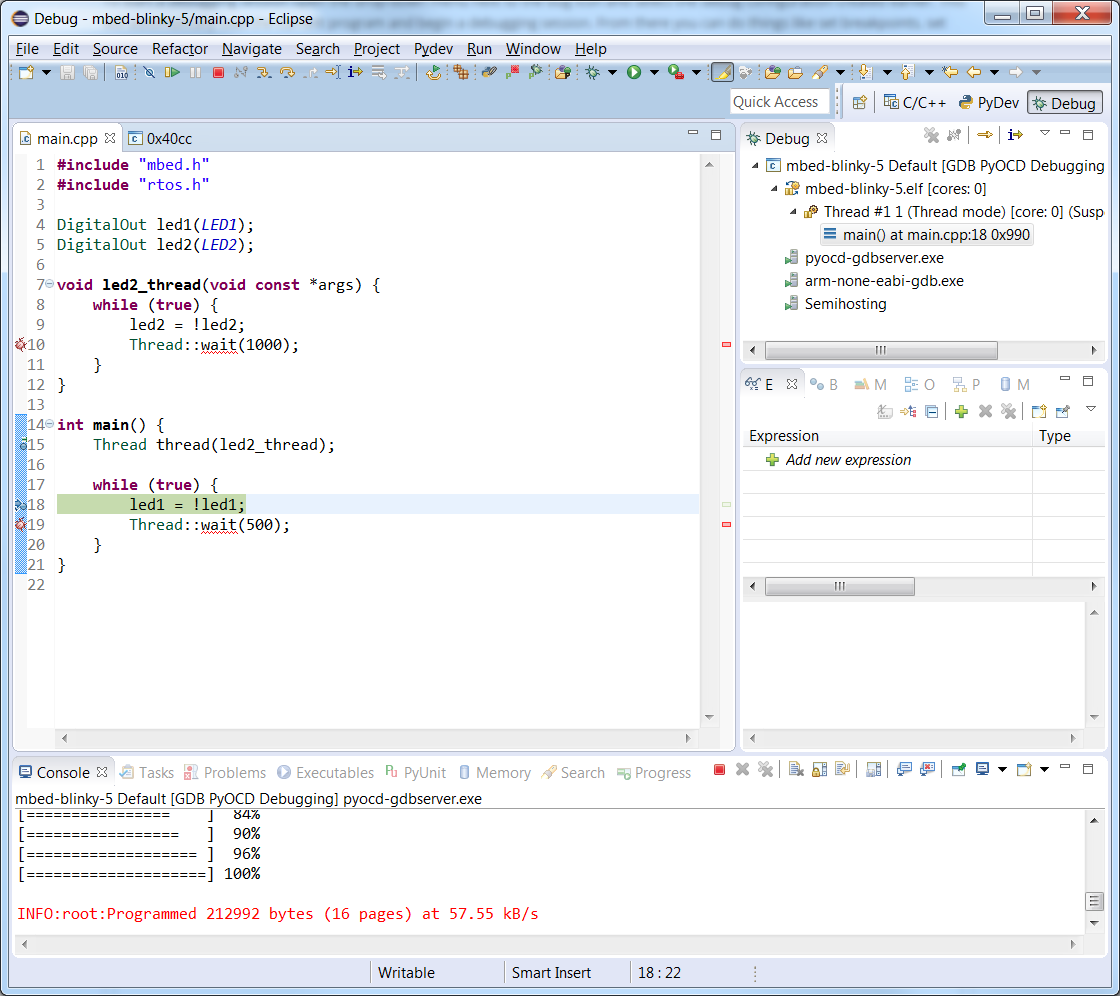 Debug - mbed-blinky-5/main.cpp - Eclipse
File Edit Source Refactor Navigate Search Project Pydev Run Window Help
Quick Access
C/C++ PyDev Debug
main.cpp 0x40cc
1 #include "mbed.h"
2 #include "rtos.h"
3
4 DigitalOut led1(LED1);
5 DigitalOut led2(LED2);
6
7 void led2_thread(void const *args) {
8 while (true) {
9 led2 = !led2;
10 Thread::wait(1000);
11 }
12 }
13
14 int main() {
15 Thread thread(led2_thread);
16
17 while (true) {
18 led1 = !led1;
19 Thread::wait(500);
20 }
21 }
22
Debug
mbed-blinky-5 Default [GDB PyOCD Debugging
mbed-blinky-5.elf [cores: 0]
Thread #1 1 (Thread mode) [core: 0] (Susp
main() at main.cpp:18 0x990
pyocd-gdbserver.exe
arm-none-eabi-gdb.exe
Semihosting
E B M O P M
Expression Type
Add new expression
Console Tasks Problems Executables PyUnit Memory Search Progress
mbed-blinky-5 Default [GDB PyOCD Debugging] pyocd-gdbserver.exe
[================    ]  84%
[=================   ]  90%
[=================== ]  96%
[====================] 100%
INFO:root:Programmed 212992 bytes (16 pages) at 57.55 kB/s
Writable Smart Insert 18 : 22